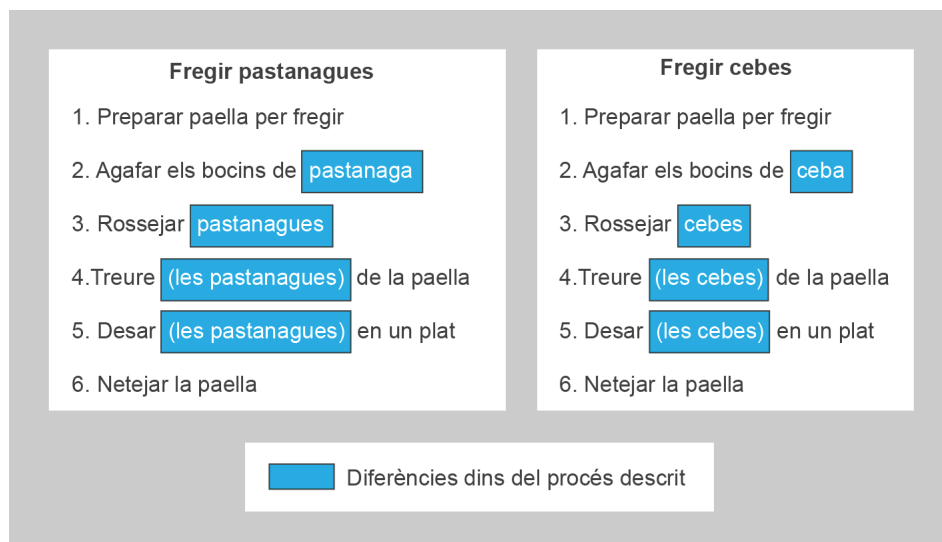 Fregir pastanagues
1. Preparar paella per fregir
2. Agafar els bocins de pastanaga
3. Rossejar pastanagues
4.Treure (les pastanagues) de la paella
5. Desar (les pastanagues) en un plat
6. Netejar la paella
Fregir cebes
1. Preparar paella per fregir
2. Agafar els bocins de ceba
3. Rossejar cebes
4.Treure (les cebes) de la paella
5. Desar (les cebes) en un plat
6. Netejar la paella
Diferències dins del procés descrit